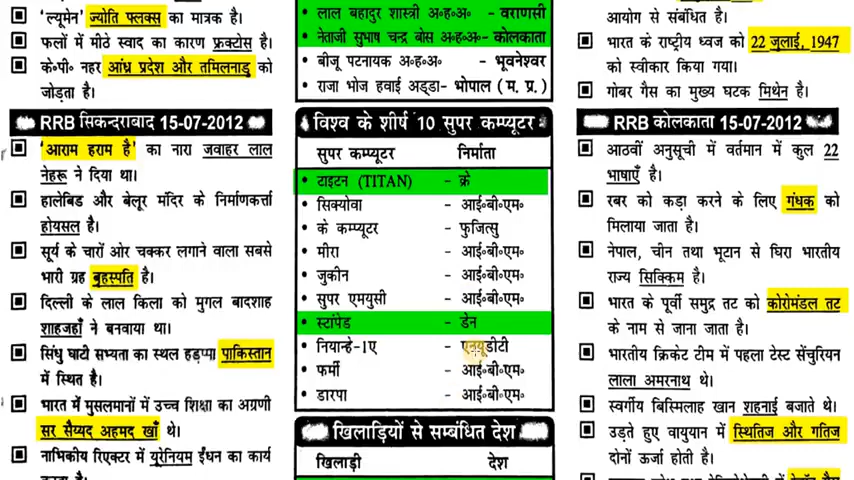 'ल्यूमेन' ज्योति फ्लक्स का मात्रक है।
फलों में मीठे स्वाद का कारण फ्रक्टोस है।
के॰पी॰ नहर आंध्र प्रदेश और तमिलनाडु को
जोड़ता है।
RRB सिकन्दराबाद 15-07-2012
'आराम हराम है' का नारा जवाहर लाल
नेहरू ने दिया था।
हालेबिड और बेलूर मंदिर के निर्माणकर्त्ता
होयसल है।
सूर्य के चारों ओर चक्कर लगाने वाला सबसे
भारी ग्रह बृहस्पति है।
दिल्ली के लाल किला को मुगल बादशाह
शाहजहाँ ने बनवाया था।
सिंधु घाटी सभ्यता का स्थल हड़प्पा पाकिस्तान
में स्थित है।
भारत में मुसलमानों में उच्च शिक्षा का अग्रणी
सर सैय्यद अहमद खाँ थे।
नाभिकीय रिएक्टर में यूरेनियम ईंधन का कार्य
• लाल बहादुर शास्त्री अ॰ह॰अ॰ - वराणसी
• नेताजी सुभाष चन्द्र बोस अ॰ह॰अ॰- कोलकाता
• बीजू पटनायक अ॰ह॰अ॰ - भूवनेश्वर
• राजा भोज हवाई अड्डा- भोपाल (म. प्र.)
विश्व के शीर्ष 10 सुपर कम्प्यूटर
सुपर कम्प्यूटर निर्माता
• टाइटन (TITAN) - क्रे
• सिक्योवा - आई॰बी॰एम॰
• के कम्प्यूटर - फुजित्सु
• मीरा - आई॰बी॰एम॰
• जुकीन - आई॰बी॰एम॰
• सुपर एमयुसी - आई॰बी॰एम॰
• स्टांपेड - डेन
• नियान्हे-1ए - एनयूडीटी
• फर्मी - आई॰बी॰एम॰
• डारपा - आई॰बी॰एम॰
खिलाड़ियों से सम्बंधित देश
खिलाड़ी देश
आयोग से संबंधित है।
भारत के राष्ट्रीय ध्वज को 22 जुलाई, 1947
को स्वीकार किया गया।
गोबर गैस का मुख्य घटक मिथेन है।
RRB कोलकाता 15-07-2012
आठवीं अनुसूची में वर्तमान में कुल 22
भाषाएँ है।
रबर को कड़ा करने के लिए गंधक को
मिलाया जाता है।
नेपाल, चीन तथा भूटान से घिरा भारतीय
राज्य सिक्किम है।
भारत के पूर्वी समुद्र तट को कोरोमंडल तट
के नाम से जाना जाता है।
भारतीय क्रिकेट टीम में पहला टेस्ट सेंचुरियन
लाला अमरनाथ थे।
स्वर्गीय बिस्मिलाह खान शहनाई बजाते थे।
उड़ते हुए वायुयान में स्थितिज और गतिज
दोनों ऊर्जा होती है।